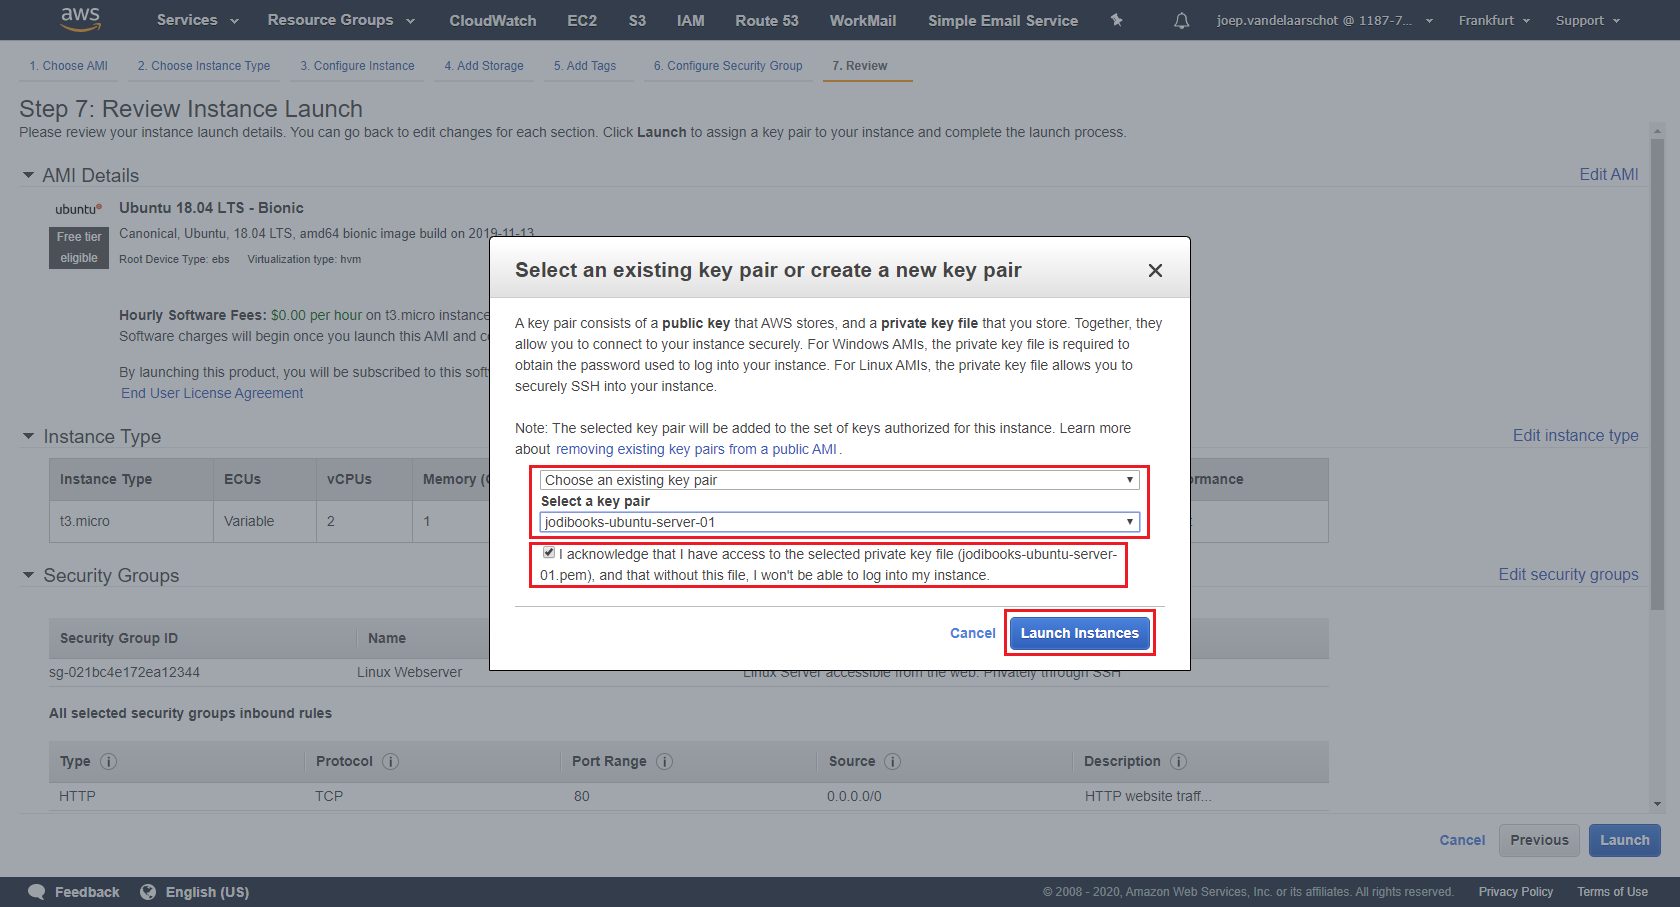 aws Services Resource Groups CloudWatch EC2 S3 IAM Route 53 WorkMail Simple Email Service joep.vandelaarschot @ 1187-7... Frankfurt Support
1. Choose AMI 2. Choose Instance Type 3. Configure Instance 4. Add Storage 5. Add Tags 6. Configure Security Group 7. Review
Step 7: Review Instance Launch
Please review your instance launch details. You can go back to edit changes for each section. Click Launch to assign a key pair to your instance and complete the launch process.
AMI Details Edit AMI
ubuntu Ubuntu 18.04 LTS - Bionic
Free tier eligible
Canonical, Ubuntu, 18.04 LTS, amd64 bionic image build on 2019-11-13
Root Device Type: ebs Virtualization type: hvm
Hourly Software Fees: $0.00 per hour on t3.micro instance
Software charges will begin once you launch this AMI and
By launching this product, you will be subscribed to this
End User License Agreement
Select an existing key pair or create a new key pair
A key pair consists of a public key that AWS stores, and a private key file that you store. Together, they
allow you to connect to your instance securely. For Windows AMIs, the private key file is required to
obtain the password used to log into your instance. For Linux AMIs, the private key file allows you to
securely SSH into your instance.
Note: The selected key pair will be added to the set of keys authorized for this instance. Learn more
about removing existing key pairs from a public AMI.
Choose an existing key pair
Select a key pair
jodibooks-ubuntu-server-01
I acknowledge that I have access to the selected private key file (jodibooks-ubuntu-server-
01.pem), and that without this file, I won't be able to log into my instance.
Cancel Launch Instances
Instance Type Edit instance type
Instance Type ECUs vCPUs Memory
t3.micro Variable 2 1
Security Groups Edit security groups
Security Group ID Name
sg-021bc4e172ea12344 Linux Webserver Linux Server accessible from the web. Privately through SSH
All selected security groups inbound rules
Type Protocol Port Range Source Description
HTTP TCP 80 0.0.0.0/0 HTTP website traff...
Cancel Previous Launch
Feedback English (US) © 2008 - 2020, Amazon Web Services, Inc. or its affiliates. All rights reserved. Privacy Policy Terms of Use